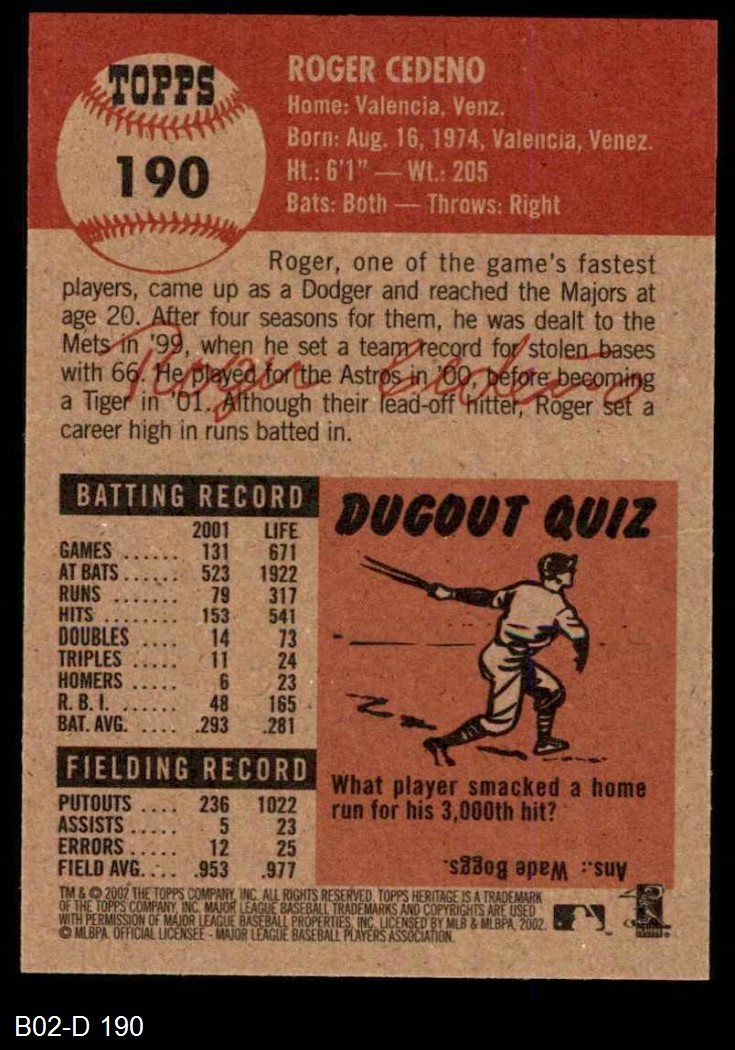 TOPPS
190
ROGER CEDENO
Home: Valencia, Venz.
Born: Aug. 16, 1974, Valencia, Venez.
Ht.: 6'1" — Wt.: 205
Bats: Both — Throws: Right
Roger, one of the game's fastest
players, came up as a Dodger and reached the Majors at
age 20. After four seasons for them, he was dealt to the
Mets in '99, when he set a team record for stolen bases
with 66. He played for the Astros in '00, before becoming
a Tiger in '01. Although their lead-off hitter, Roger set a
career high in runs batted in.
Roger Cedeno
BATTING RECORD
2001 LIFE
GAMES ...... 131 671
AT BATS ...... 523 1922
RUNS ....... 79 317
HITS ........ 153 541
DOUBLES .... 14 73
TRIPLES ..... 11 24
HOMERS ..... 6 23
R. B. I. ...... 48 165
BAT. AVG. .... .293 .281
FIELDING RECORD
PUTOUTS .... 236 1022
ASSISTS ..... 5 23
ERRORS ..... 12 25
FIELD AVG.... .953 .977
DUGOUT QUIZ
What player smacked a home
run for his 3,000th hit?
Ans.: Wade Boggs.
TM & © 2002 THE TOPPS COMPANY, INC. ALL RIGHTS RESERVED. TOPPS HERITAGE IS A TRADEMARK
OF THE TOPPS COMPANY, INC. MAJOR LEAGUE BASEBALL TRADEMARKS AND COPYRIGHTS ARE USED
WITH PERMISSION OF MAJOR LEAGUE BASEBALL PROPERTIES, INC. LICENSED BY MLB & MLBPA, 2002.
© MLBPA. OFFICIAL LICENSEE - MAJOR LEAGUE BASEBALL PLAYERS ASSOCIATION.
B02-D 190